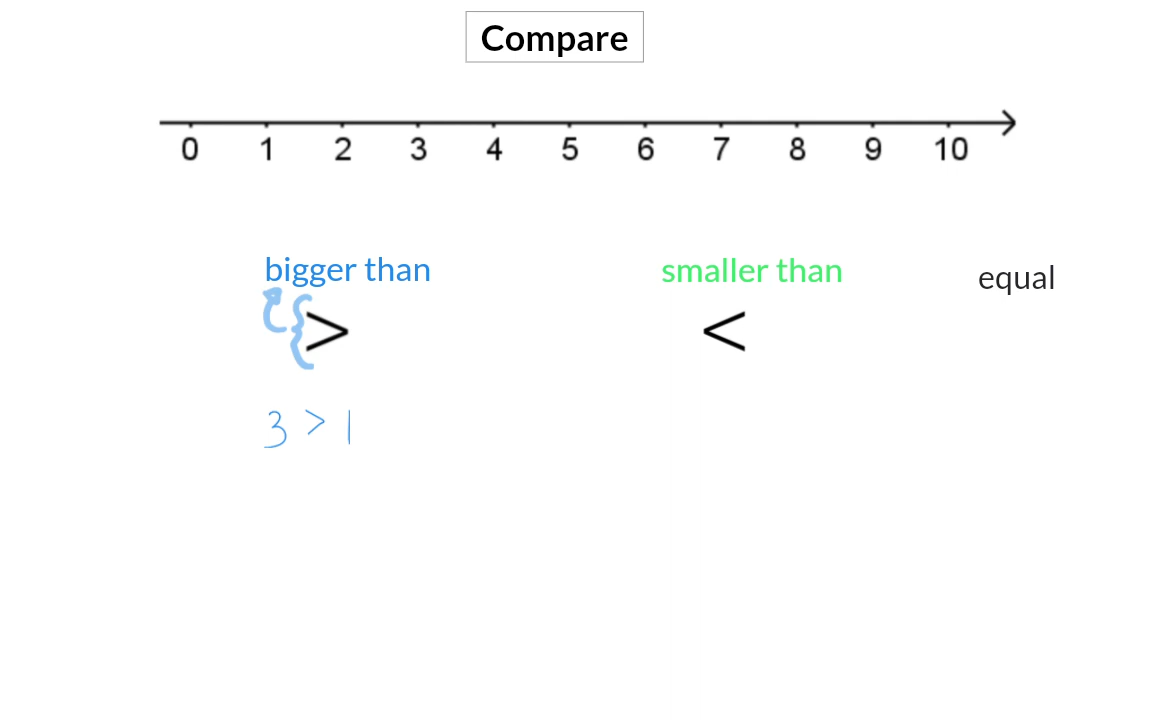 Compare
0 1 2 3 4 5 6 7 8 9 10
bigger than smaller than equal
> <
3 > 1